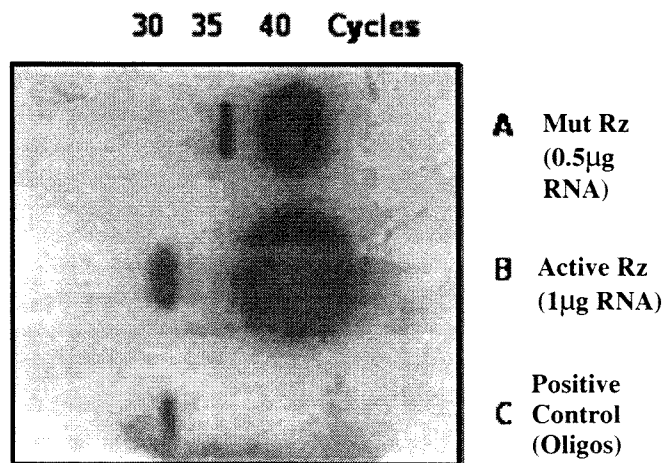 30 35 40 Cycles
A Mut Rz
(0.5µg
RNA)
B Active Rz
(1µg RNA)
Positive
C Control
(Oligos)